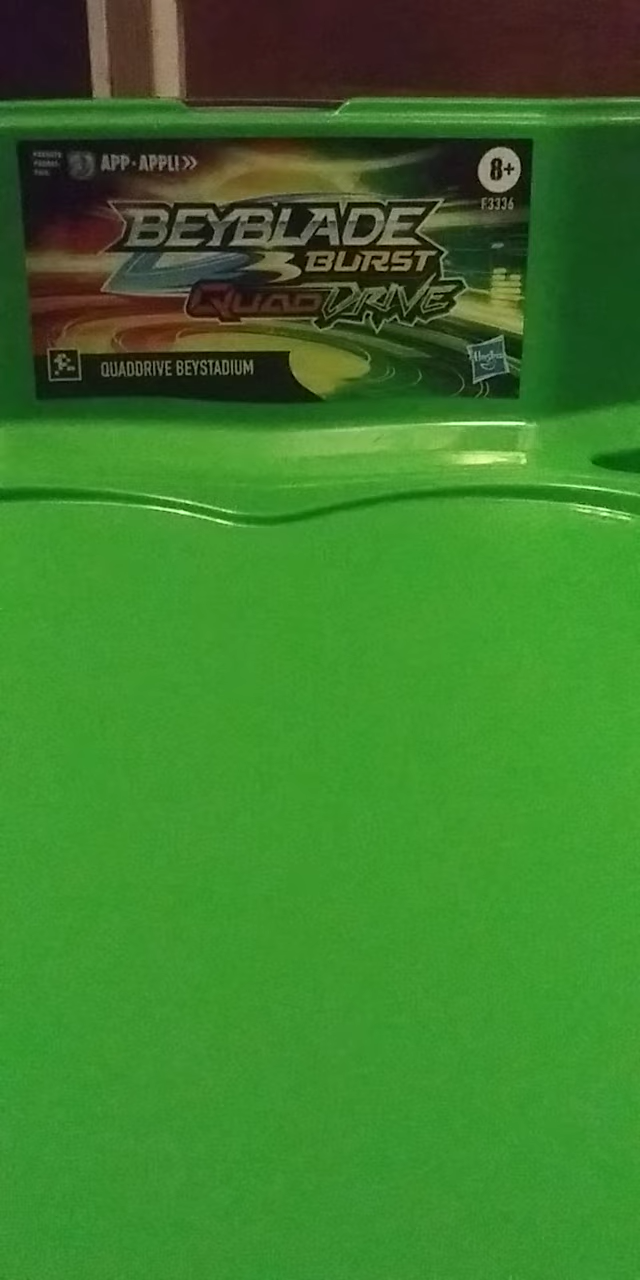 APP · APPLI >>
8+
F3336
BEYBLADE
BURST
QUADDRIVE
QUADDRIVE BEYSTADIUM
Hasbro